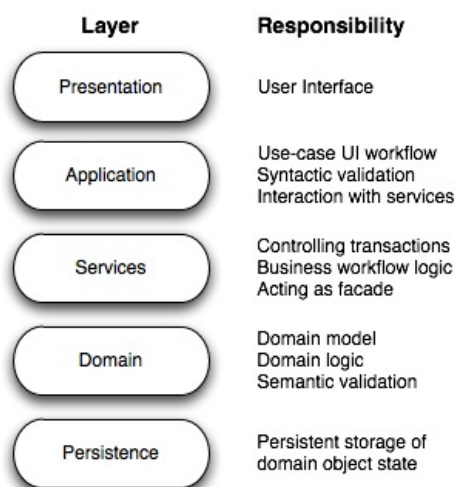 Layer Responsibility
Presentation User Interface
Application
Use-case UI workflow
Syntactic validation
Interaction with services
Services
Controlling transactions
Business workflow logic
Acting as facade
Domain
Domain model
Domain logic
Semantic validation
Persistence
Persistent storage of
domain object state